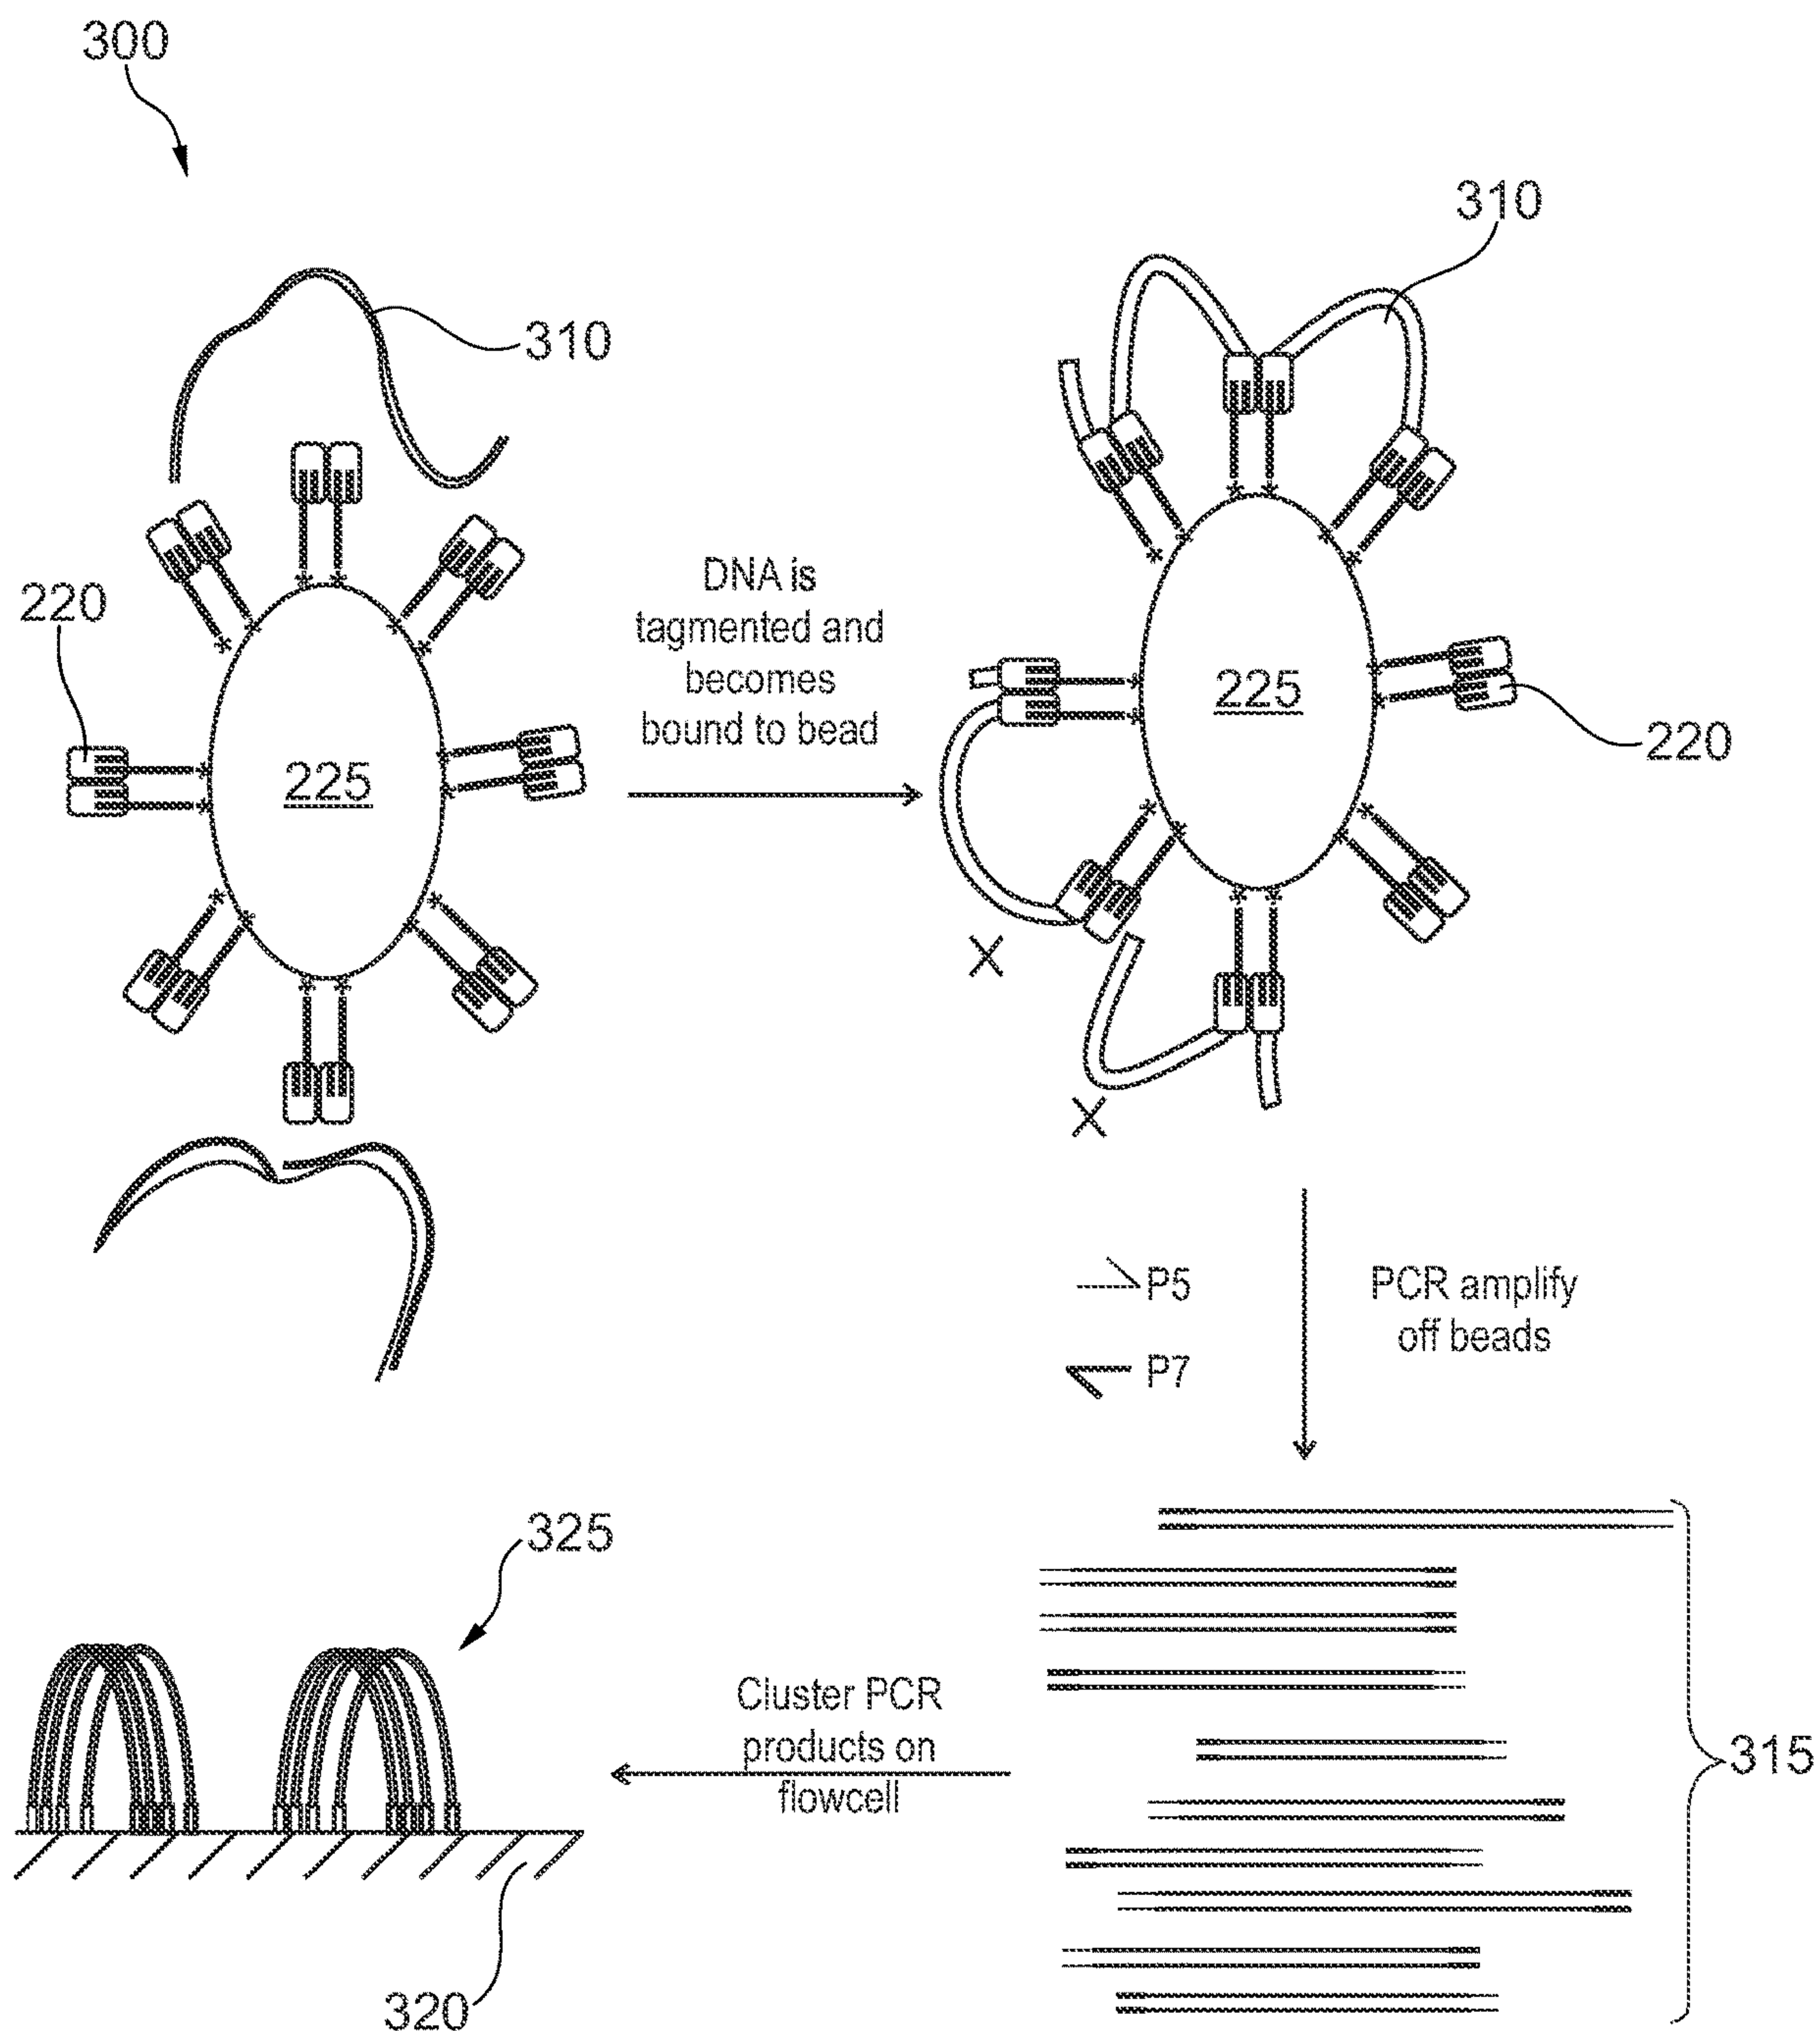 300
310
310
220
DNA is
tagmented and
becomes
bound to bead
225
225
220
P5
P7
PCR amplify
off beads
325
Cluster PCR
products on
flowcell
315
320